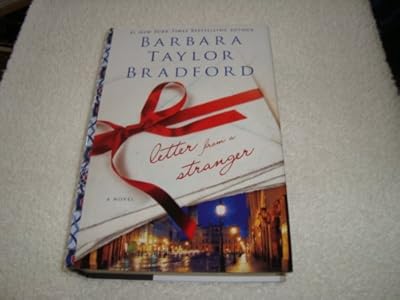 #1 NEW YORK TIMES BESTSELLING AUTHOR
BARBARA
TAYLOR
BRADFORD
letter from a
stranger
A NOVEL